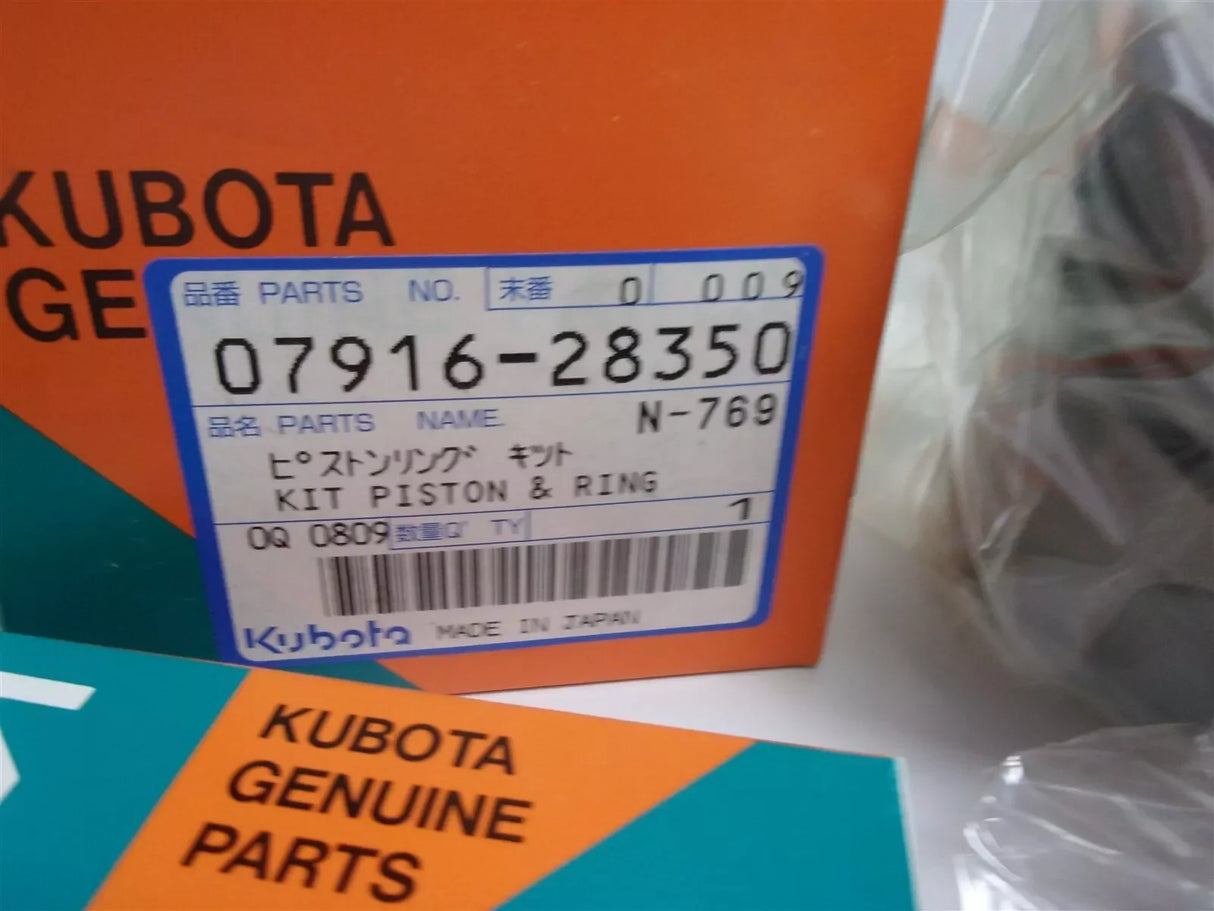 KUBOTA
GE
品番 PARTS NO. 末番 0 009
07916-28350
品名 PARTS NAME. N-769
ピストンリング キット
KIT PISTON & RING
0Q 0809 数量Q' TY 1
Kubota MADE IN JAPAN
KUBOTA
GENUINE
PARTS